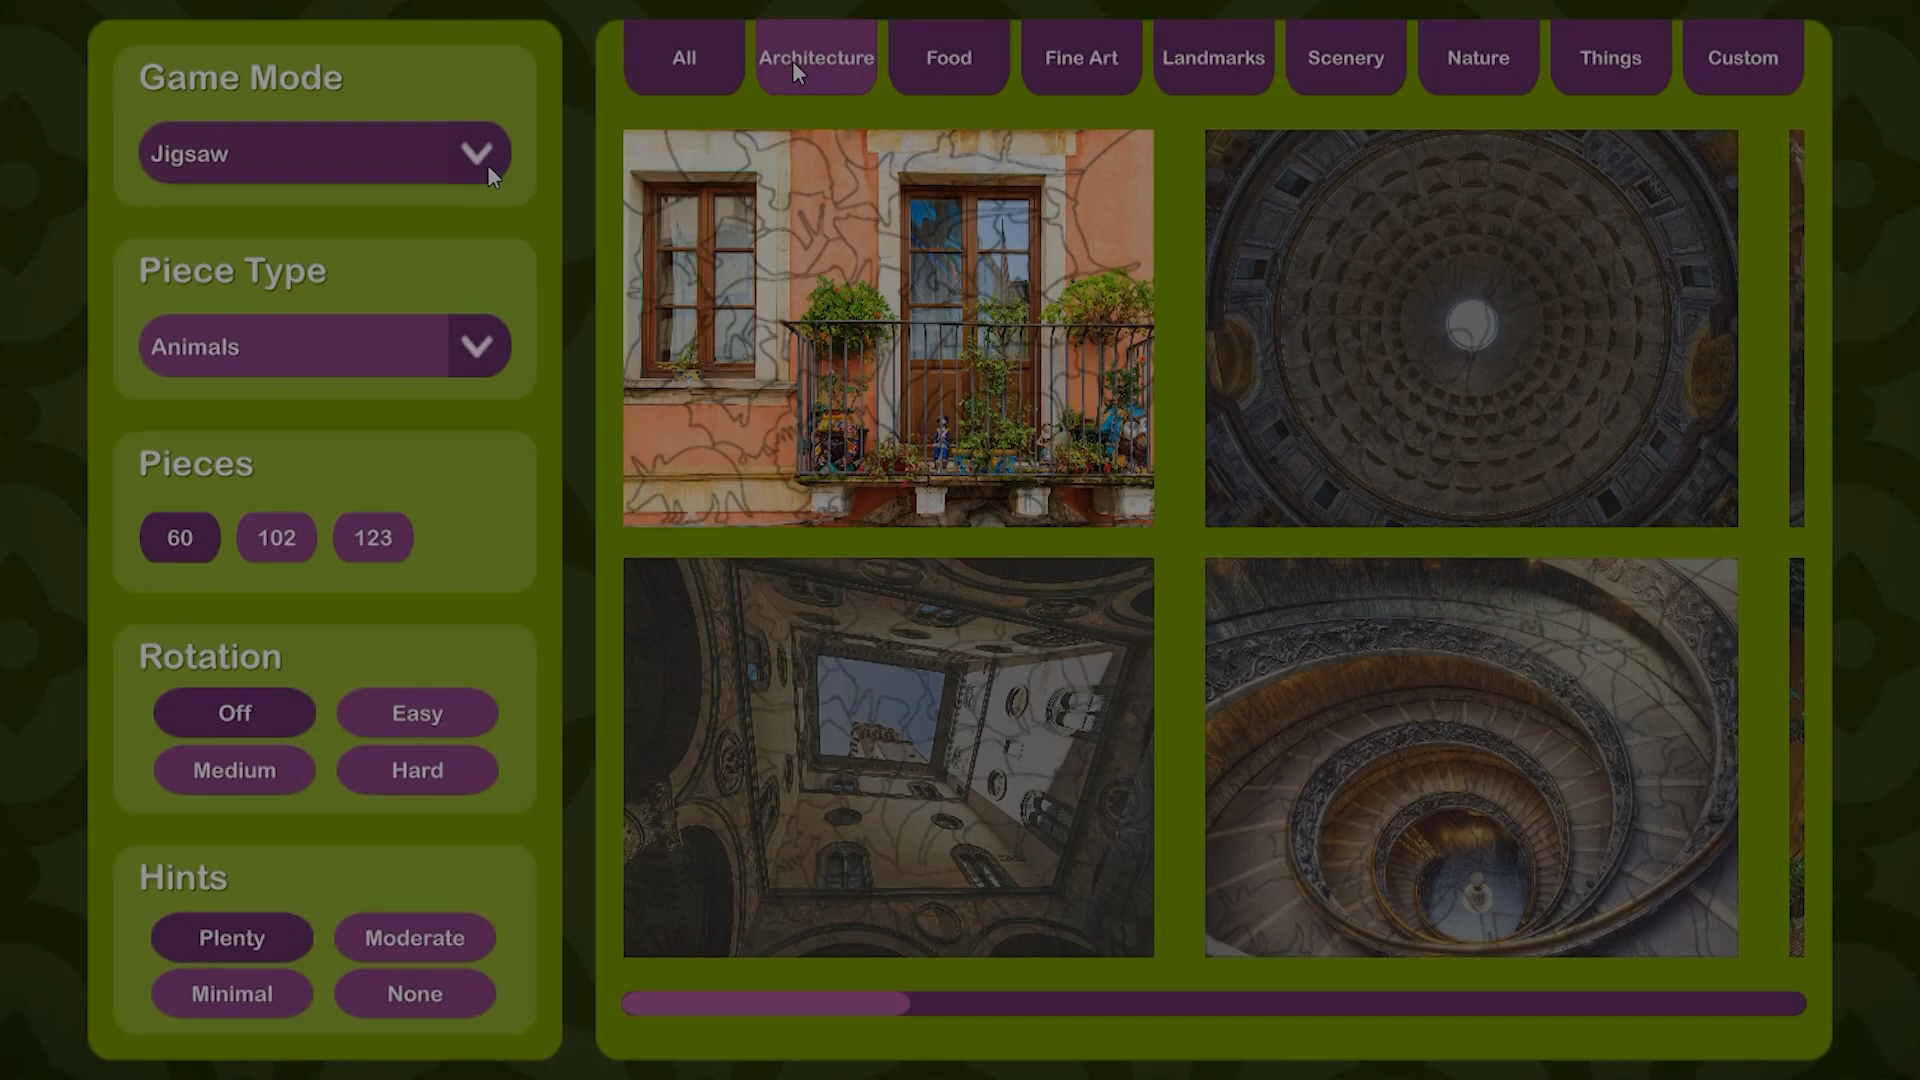 Game Mode
Jigsaw
Piece Type
Animals
Pieces
60 102 123
Rotation
Off Easy
Medium Hard
Hints
Plenty Moderate
Minimal None
All Architecture Food Fine Art Landmarks Scenery Nature Things Custom